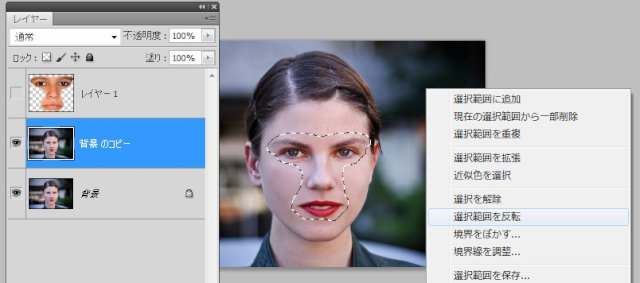 レイヤー
通常
不透明度: 100%
ロック:
塗り: 100%
レイヤー 1
背景 のコピー
背景
選択範囲に追加
現在の選択範囲から一部削除
選択範囲を重複
選択範囲を拡張
近似色を選択
選択を解除
選択範囲を反転
境界をぼかす...
境界線を調整...
選択範囲を保存...